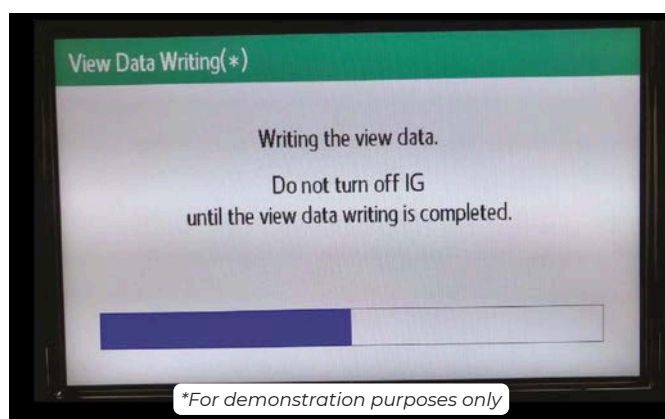 View Data Writing(*)
Writing the view data.
Do not turn off IG
until the view data writing is completed.
*For demonstration purposes only